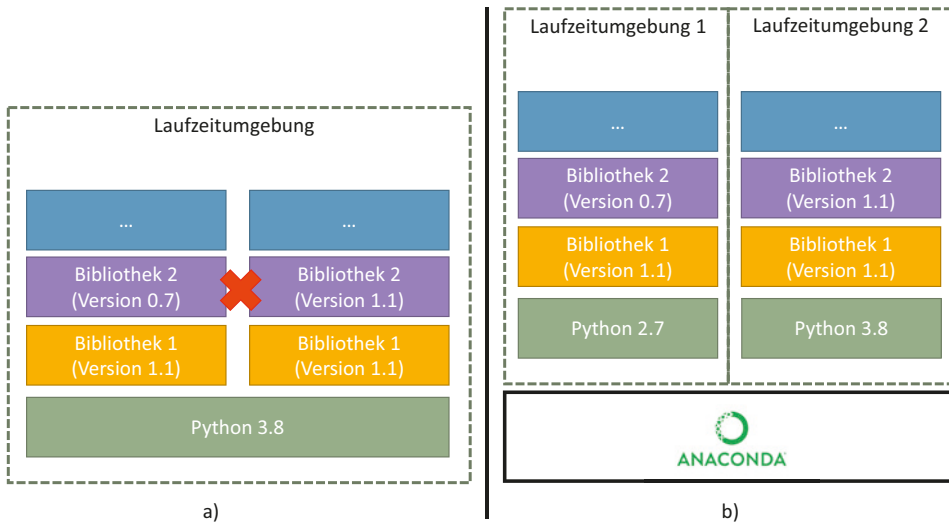 Laufzeitumgebung
...
...
Bibliothek 2
(Version 0.7)
Bibliothek 2
(Version 1.1)
Bibliothek 1
(Version 1.1)
Bibliothek 1
(Version 1.1)
Python 3.8
a)
Laufzeitumgebung 1
Laufzeitumgebung 2
...
...
Bibliothek 2
(Version 0.7)
Bibliothek 2
(Version 1.1)
Bibliothek 1
(Version 1.1)
Bibliothek 1
(Version 1.1)
Python 2.7
Python 3.8
ANACONDA
b)